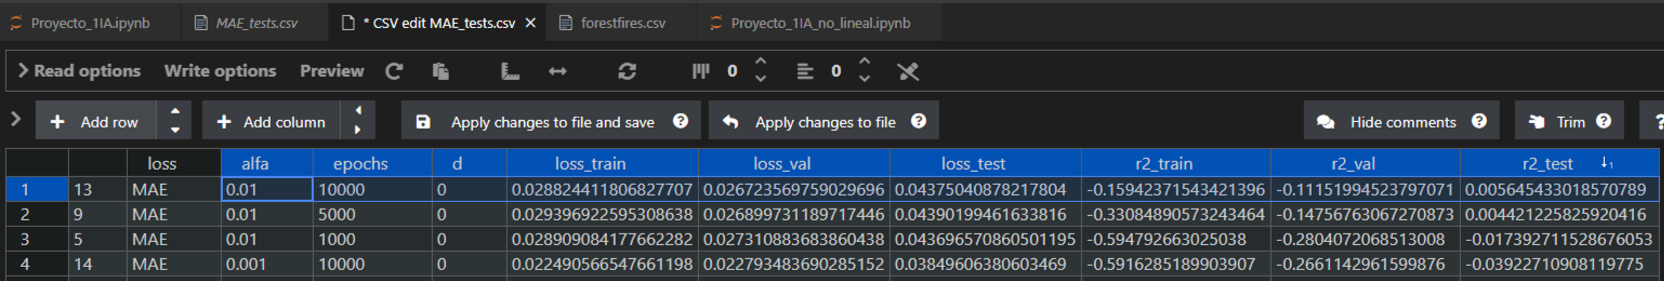 Proyecto_1IA.ipynb MAE_tests.csv * CSV edit MAE_tests.csv forestfires.csv Proyecto_1IA_no_lineal.ipynb
Read options Write options Preview 0 0
+ Add row + Add column Apply changes to file and save ? Apply changes to file ? Hide comments ? Trim ? ?
loss alfa epochs d loss_train loss_val loss_test r2_train r2_val r2_test ↓1
1 13 MAE 0.01 10000 0 0.028824411806827707 0.026723569759029696 0.04375040878217804 -0.15942371543421396 -0.11151994523797071 0.005645433018570789
2 9 MAE 0.01 5000 0 0.029396922595308638 0.026899731189717446 0.04390199461633816 -0.33084890573243464 -0.14756763067270873 0.004421225825920416
3 5 MAE 0.01 1000 0 0.028909084177662282 0.027310883683860438 0.043696570860501195 -0.594792663025038 -0.2804072068513008 -0.017392711528676053
4 14 MAE 0.001 10000 0 0.022490566547661198 0.022793483690285152 0.03849606380603469 -0.5916285189903907 -0.2661142961599876 -0.03922710908119775